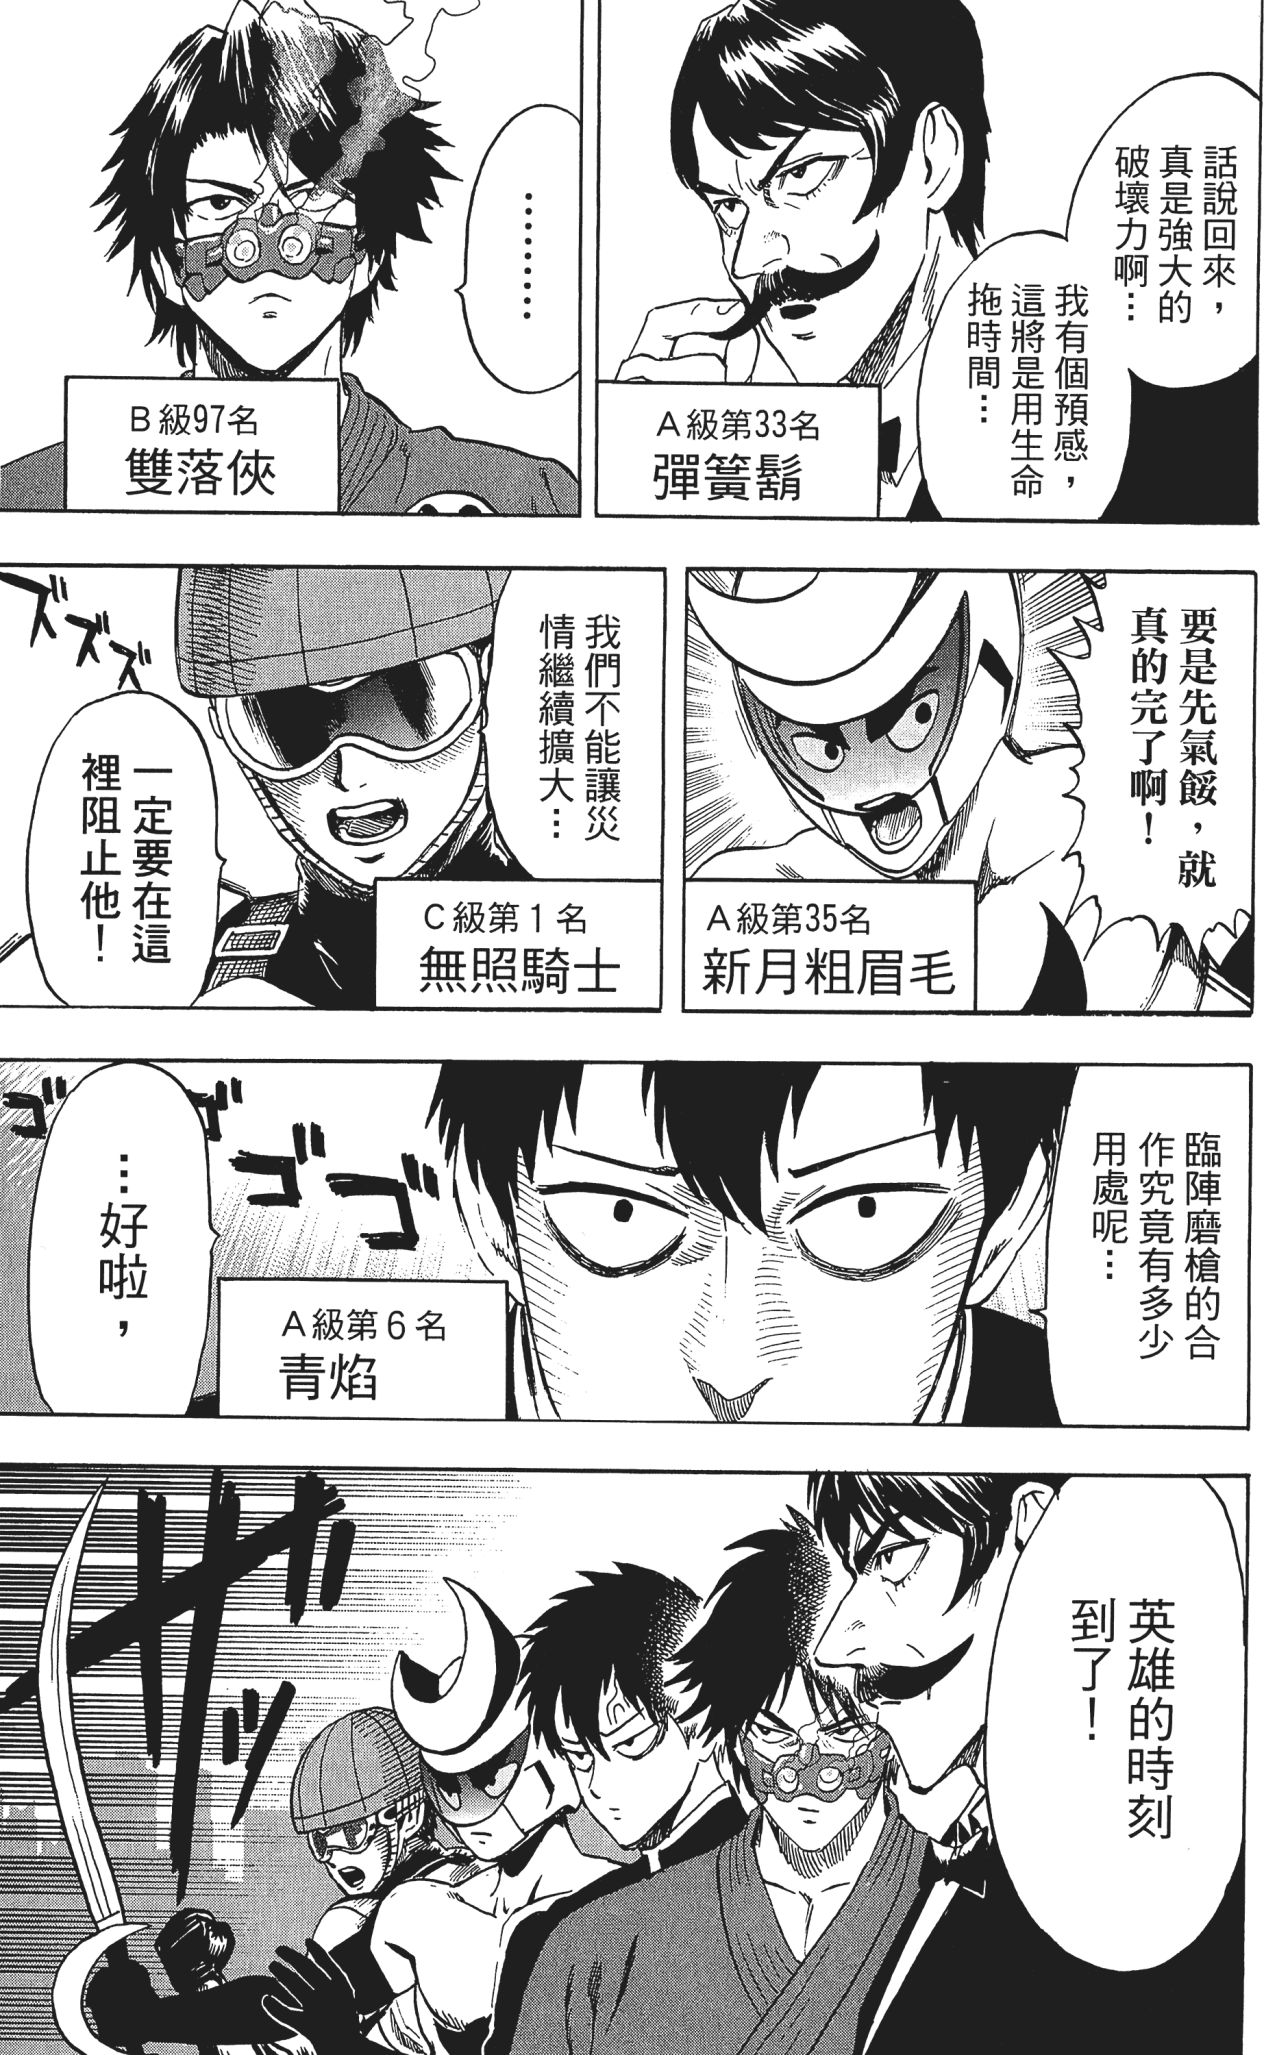 話說回來，
真是強大的
破壞力啊…
我有個預感，
這將是用生命
拖時間…
A級第33名
彈簧鬍
………
B級97名
雙落俠
要是先氣餒，就
真的完了啊！
A級第35名
新月粗眉毛
我們不能讓災
情繼續擴大…
一定要在這
裡阻止他！
C級第1名
無照騎士
ズズズズ
臨陣磨槍的合
作究竟有多少
用處呢…
…好啦，
A級第6名
青焰
ゴゴゴゴ
英雄的時刻
到了！
ザッ